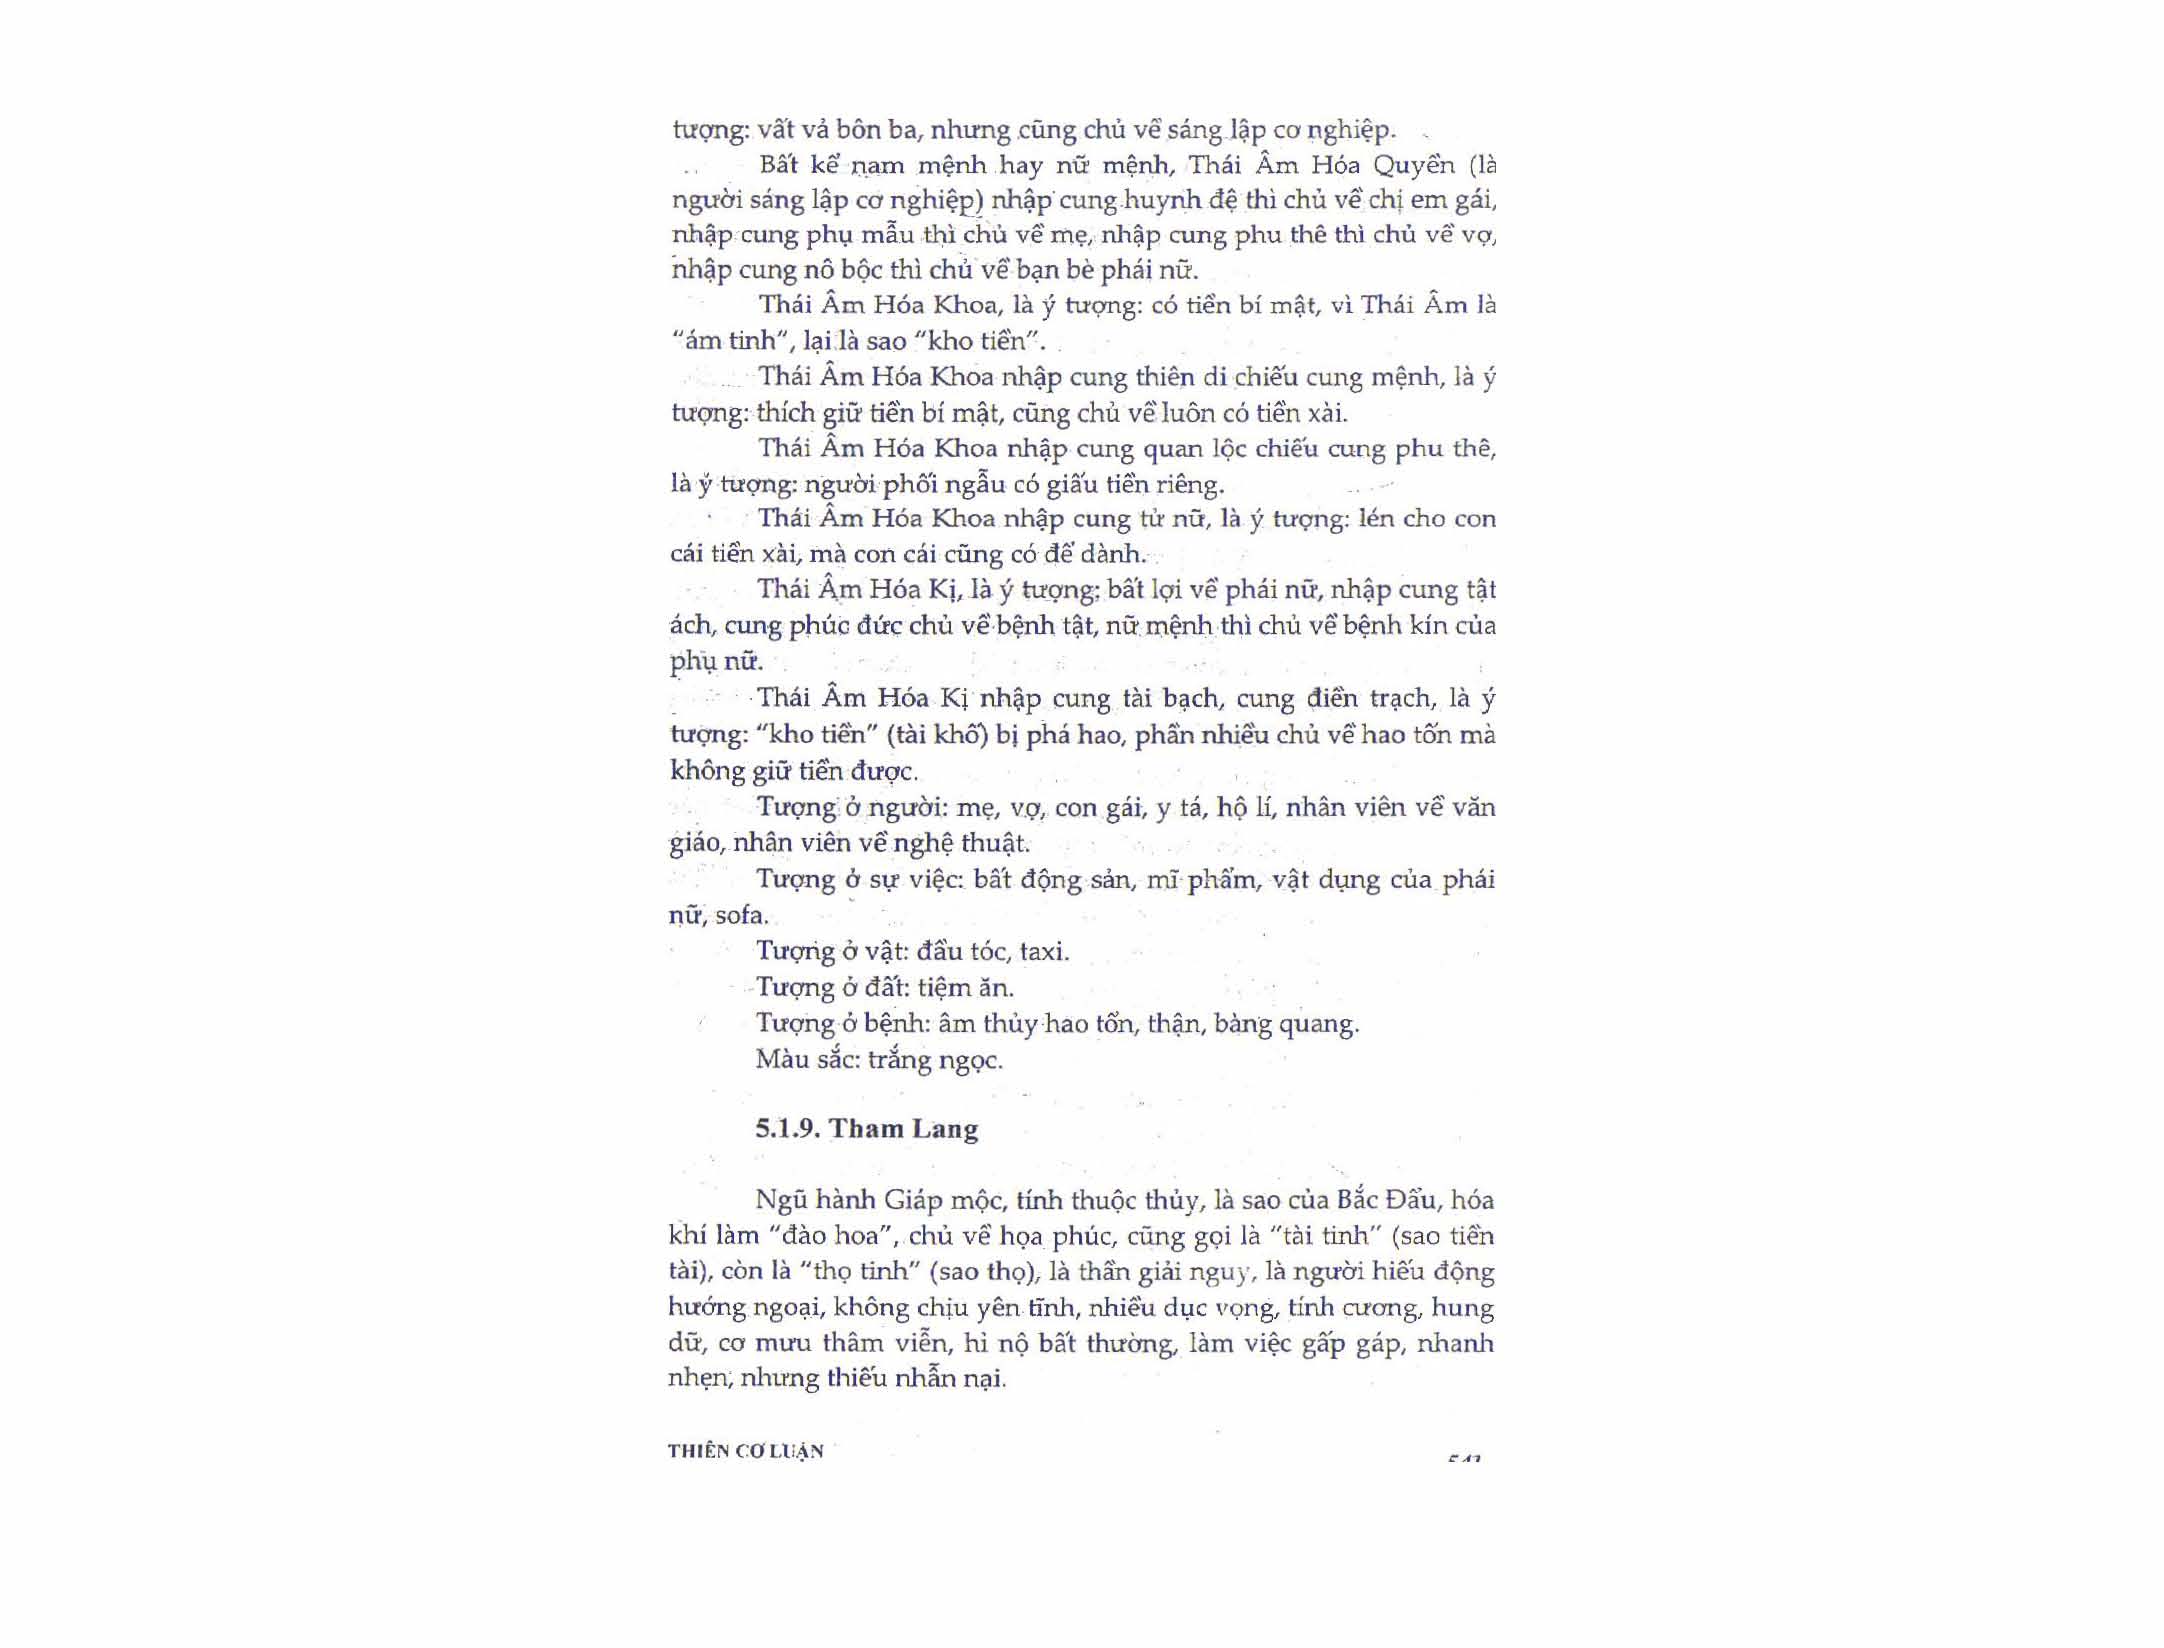 tượng: vất vả bôn ba, nhưng cũng chủ về sáng lập cơ nghiệp.
Bất kể nam mệnh hay nữ mệnh, Thái Âm Hóa Quyền (là
người sáng lập cơ nghiệp) nhập cung huynh đệ thì chủ về chị em gái,
nhập cung phụ mẫu thì chủ về mẹ, nhập cung phu thê thì chủ về vợ,
nhập cung nô bộc thì chủ về bạn bè phái nữ.
Thái Âm Hóa Khoa, là ý tượng: có tiền bí mật, vì Thái Âm là
"ám tinh", lại là sao "kho tiền".
Thái Âm Hóa Khoa nhập cung thiên di chiếu cung mệnh, là ý
tượng: thích giữ tiền bí mật, cũng chủ về luôn có tiền xài.
Thái Âm Hóa Khoa nhập cung quan lộc chiếu cung phu thê,
là ý tượng: người phối ngẫu có giấu tiền riêng.
Thái Âm Hóa Khoa nhập cung tử nữ, là ý tượng: lén cho con
cái tiền xài, mà con cái cũng có để dành.
Thái Âm Hóa Kị, là ý tượng: bất lợi về phái nữ, nhập cung tật
ách, cung phúc đức chủ về bệnh tật, nữ mệnh thì chủ về bệnh kín của
phụ nữ.
Thái Âm Hóa Kị nhập cung tài bạch, cung điền trạch, là ý
tượng: "kho tiền" (tài khố) bị phá hao, phần nhiều chủ về hao tốn mà
không giữ tiền được.
Tượng ở người: mẹ, vợ, con gái, y tá, hộ lí, nhân viên về văn
giáo, nhân viên về nghệ thuật.
Tượng ở sự việc: bất động sản, mĩ phẩm, vật dụng của phái
nữ, sofa.
Tượng ở vật: đầu tóc, taxi.
Tượng ở đất: tiệm ăn.
Tượng ở bệnh: âm thủy hao tổn, thận, bàng quang.
Màu sắc: trắng ngọc.
5.1.9. Tham Lang
Ngũ hành Giáp mộc, tính thuộc thủy, là sao của Bắc Đẩu, hóa
khí làm "đào hoa", chủ về họa phúc, cũng gọi là "tài tinh" (sao tiền
tài), còn là "thọ tinh" (sao thọ), là thần giải nguy, là người hiếu động
hướng ngoại, không chịu yên tĩnh, nhiều dục vọng, tính cương, hung
dữ, cơ mưu thâm viễn, hỉ nộ bất thường, làm việc gấp gáp, nhanh
nhẹn, nhưng thiếu nhẫn nại.
THIÊN CƠ LUẬN